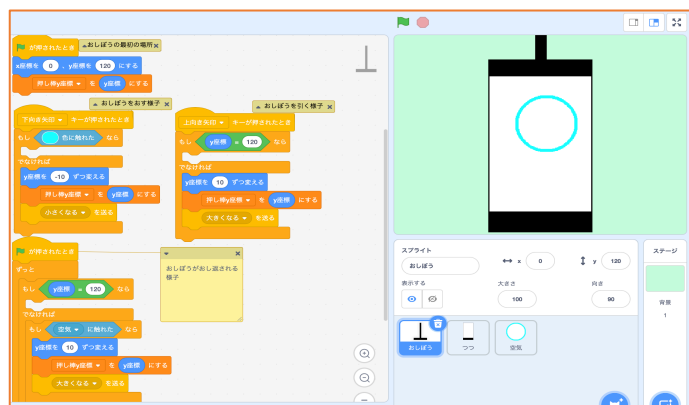 が押されたとき
おしぼうの最初の場所
x座標を 0 、y座標を 120 にする
押し棒y座標 を y座標 にする
おしぼうをおす様子
下向き矢印 キーが押されたとき
もし 色に触れた なら
でなければ
y座標を -10 ずつ変える
押し棒y座標 を y座標 にする
小さくなる を送る
おしぼうを引く様子
上向き矢印 キーが押されたとき
もし y座標 = 120 なら
でなければ
y座標を 10 ずつ変える
押し棒y座標 を y座標 にする
大きくなる を送る
が押されたとき
ずっと
もし y座標 = 120 なら
でなければ
もし 空気 に触れた なら
y座標を 10 ずつ変える
押し棒y座標 を y座標 にする
大きくなる を送る
おしぼうがおし返される
様子
スプライト
おしぼう
x 0
y 120
表示する
大きさ
100
向き
90
おしぼう
つつ
空気
ステージ
背景
1